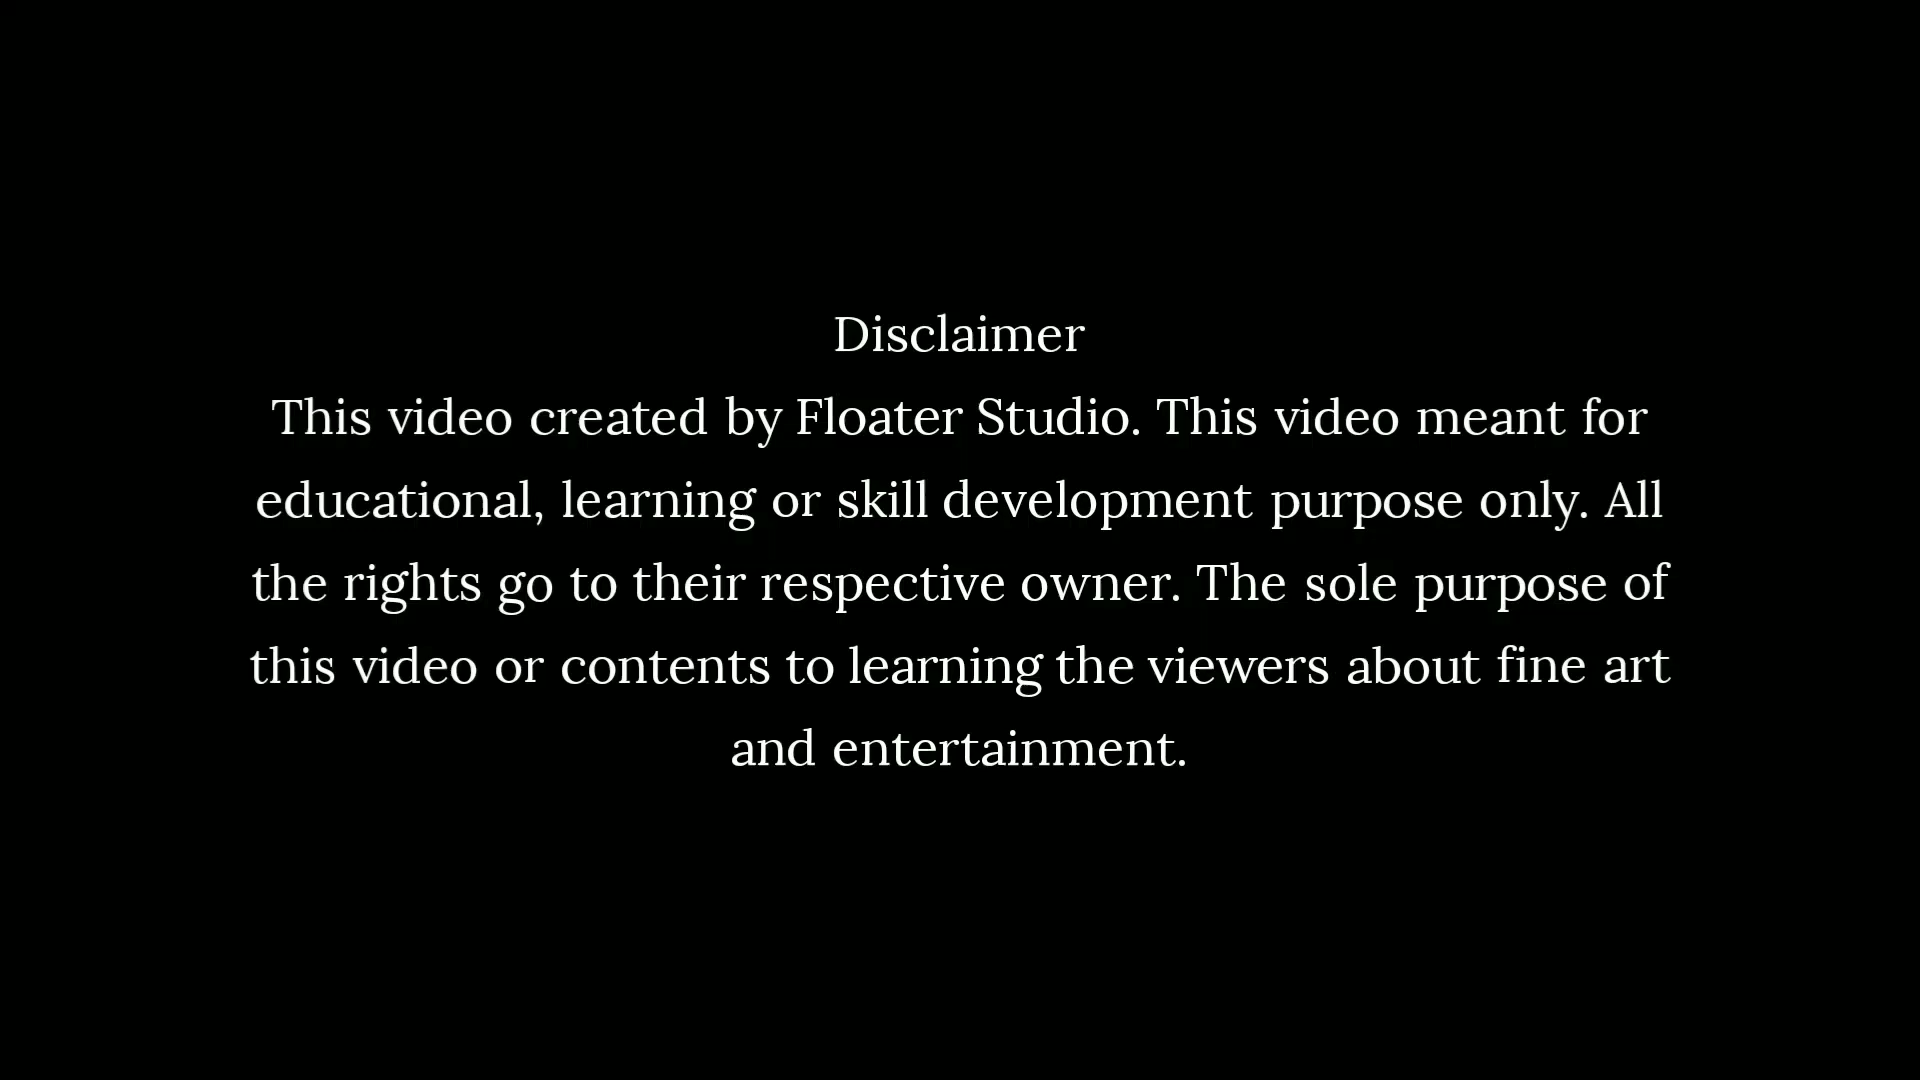 Disclaimer
This video created by Floater Studio. This video meant for
educational, learning or skill development purpose only. All
the rights go to their respective owner. The sole purpose of
this video or contents to learning the viewers about fine art
and entertainment.